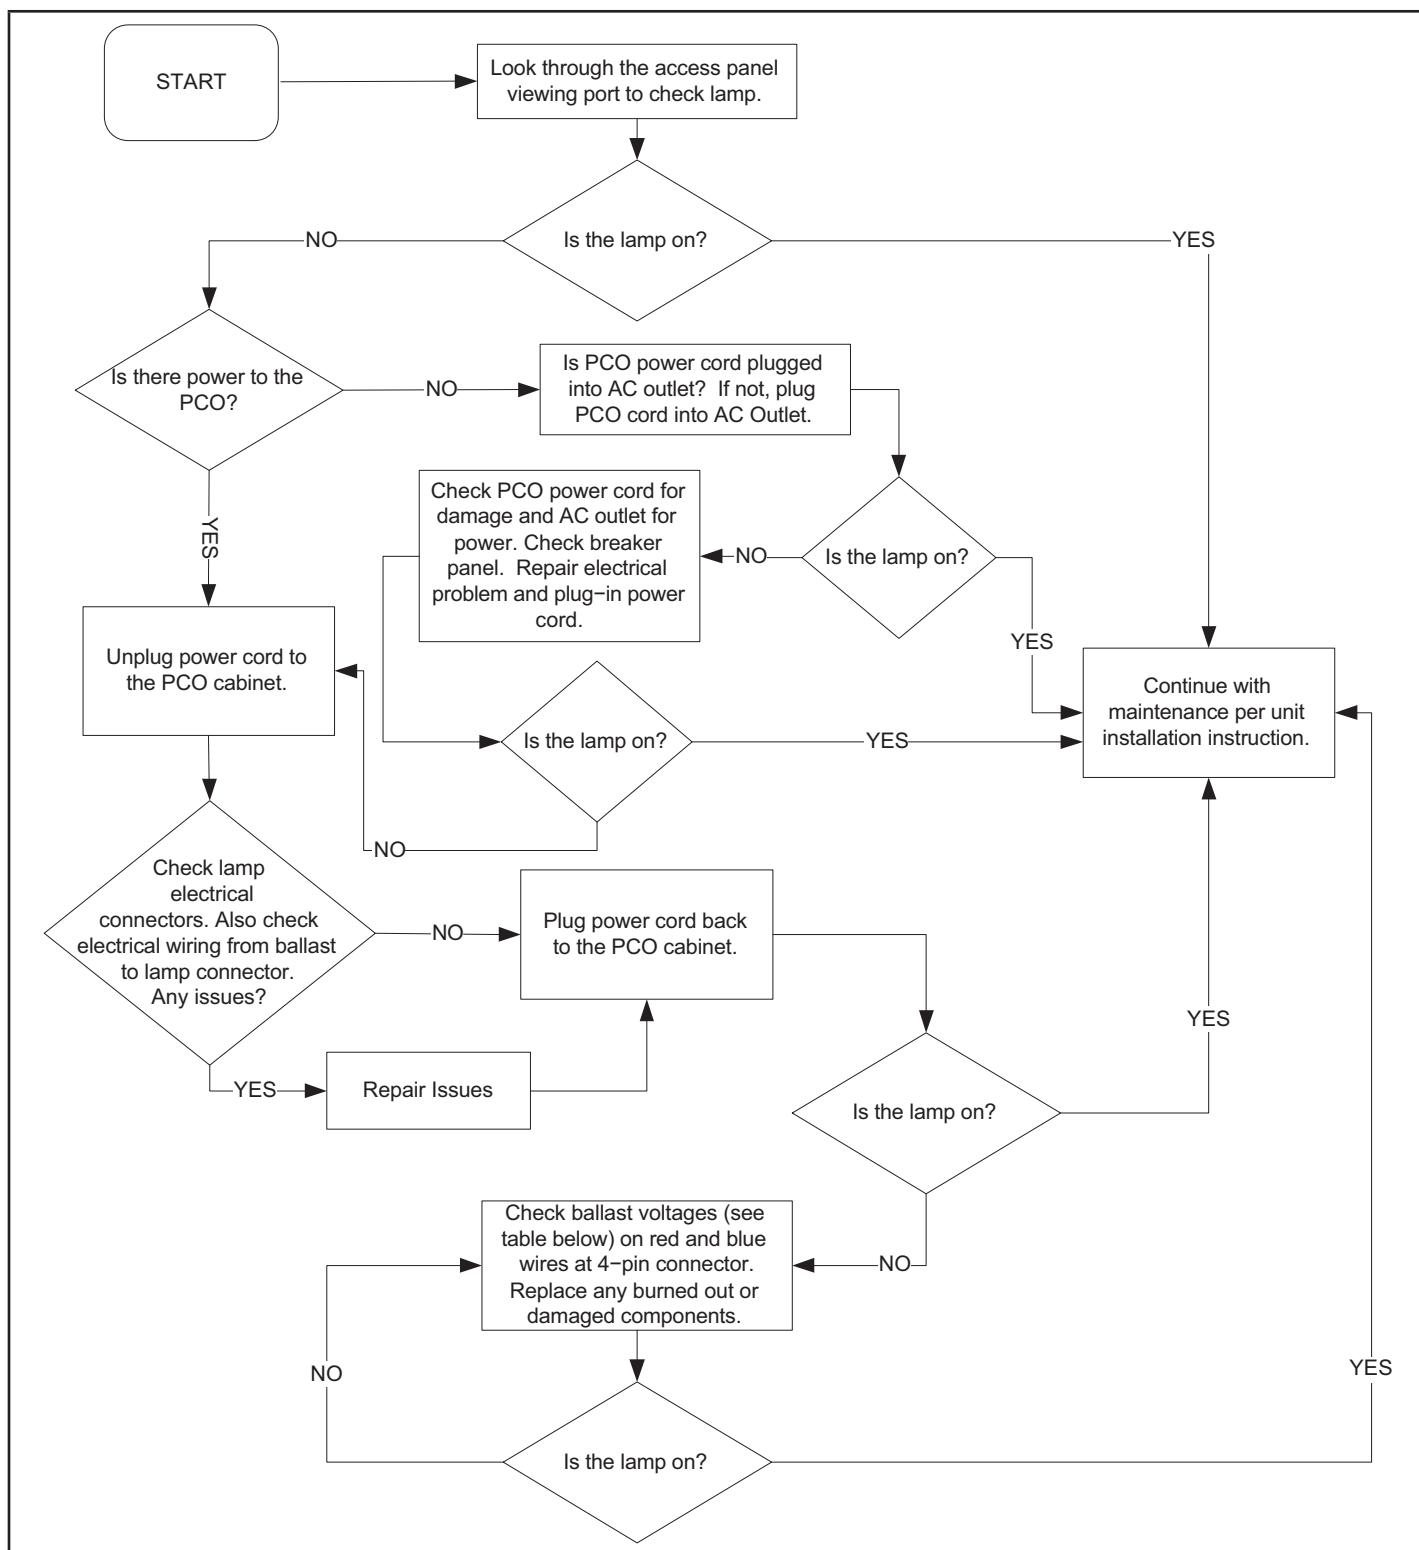 START
Look through the access panel
viewing port to check lamp.
Is the lamp on?
NO
YES
Is there power to the
PCO?
NO
Is PCO power cord plugged
into AC outlet?  If not, plug
PCO cord into AC Outlet.
YES
Check PCO power cord for
damage and AC outlet for
power. Check breaker
panel.  Repair electrical
problem and plug−in power
cord.
NO
Is the lamp on?
YES
Unplug power cord to
the PCO cabinet.
Is the lamp on?
YES
NO
Continue with
maintenance per unit
installation instruction.
Check lamp
electrical
connectors. Also check
electrical wiring from ballast
to lamp connector.
Any issues?
NO
Plug power cord back
to the PCO cabinet.
YES
Repair Issues
Is the lamp on?
YES
NO
Check ballast voltages (see
table below) on red and blue
wires at 4−pin connector.
Replace any burned out or
damaged components.
NO
Is the lamp on?
YES